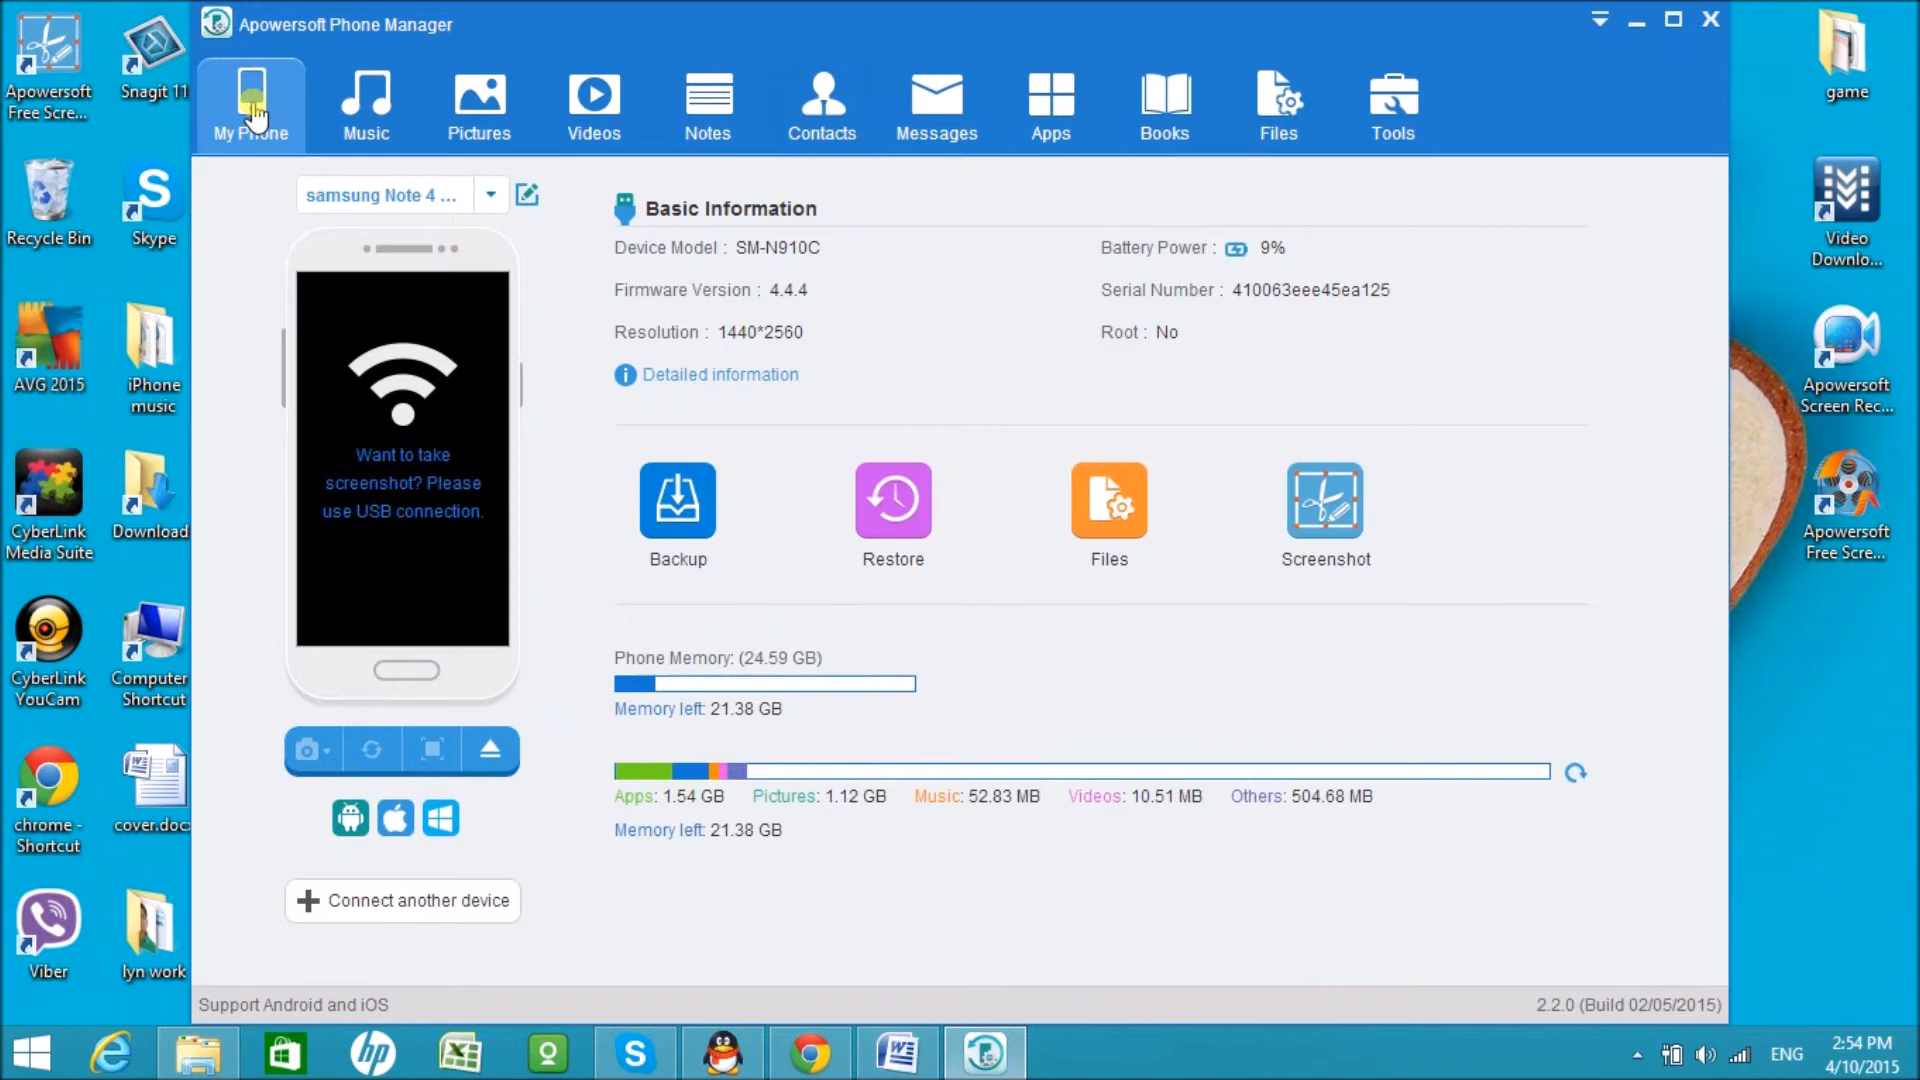 Apowersoft Phone Manager
My Phone
Music
Pictures
Videos
Notes
Contacts
Messages
Apps
Books
Files
Tools
samsung Note 4 ...
Want to take
screenshot? Please
use USB connection.
Connect another device
Basic Information
Device Model : SM-N910C
Battery Power : 9%
Firmware Version : 4.4.4
Serial Number : 410063eee45ea125
Resolution : 1440*2560
Root : No
Detailed information
Backup
Restore
Files
Screenshot
Phone Memory: (24.59 GB)
Memory left: 21.38 GB
Apps: 1.54 GB Pictures: 1.12 GB Music: 52.83 MB Videos: 10.51 MB Others: 504.68 MB
Memory left: 21.38 GB
Support Android and iOS
2.2.0 (Build 02/05/2015)
Apowersoft
Free Scre...
Snagit 11
Recycle Bin
Skype
AVG 2015
iPhone
music
CyberLink
Media Suite
Download
CyberLink
YouCam
Computer
Shortcut
chrome -
Shortcut
cover.docx
Viber
lyn work
game
Video
Downlo...
Apowersoft
Screen Rec...
Apowersoft
Free Scre...
ENG
2:54 PM
4/10/2015